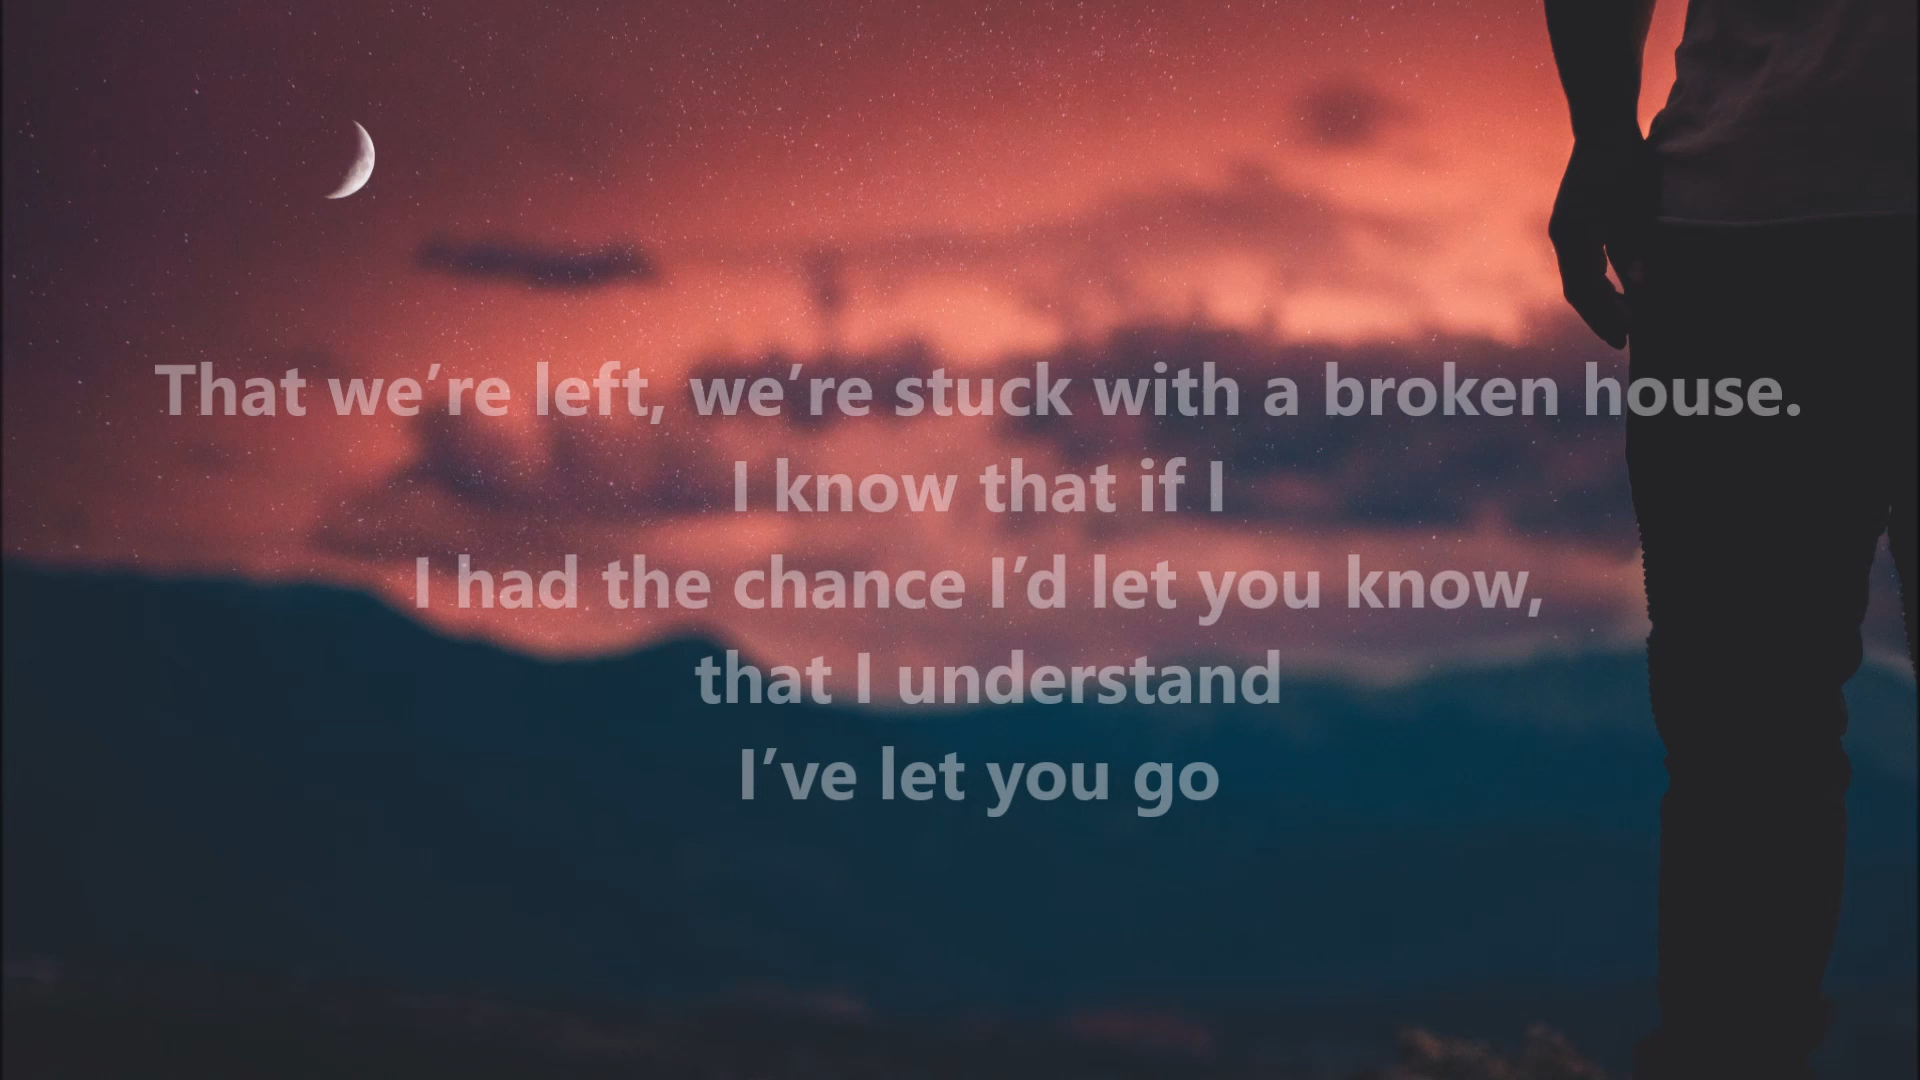 That we’re left, we’re stuck with a broken house.
I know that if I
I had the chance I’d let you know,
that I understand
I’ve let you go